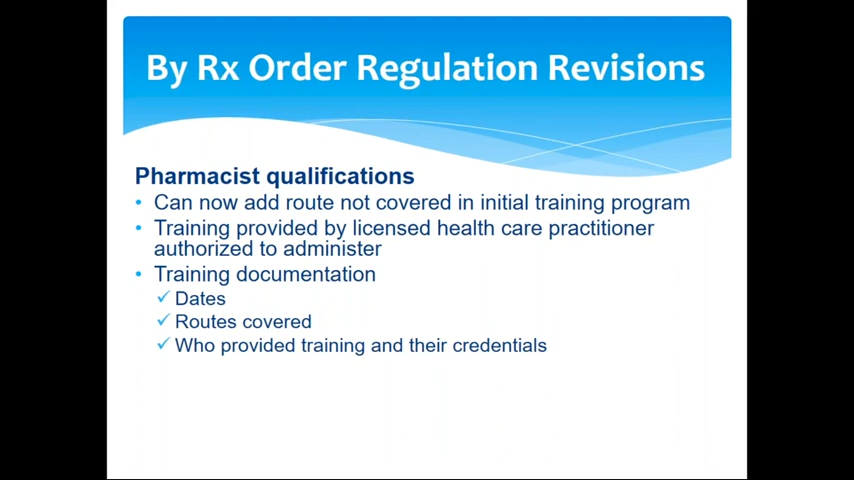 By Rx Order Regulation Revisions
Pharmacist qualifications
• Can now add route not covered in initial training program
• Training provided by licensed health care practitioner
authorized to administer
• Training documentation
✓ Dates
✓ Routes covered
✓ Who provided training and their credentials